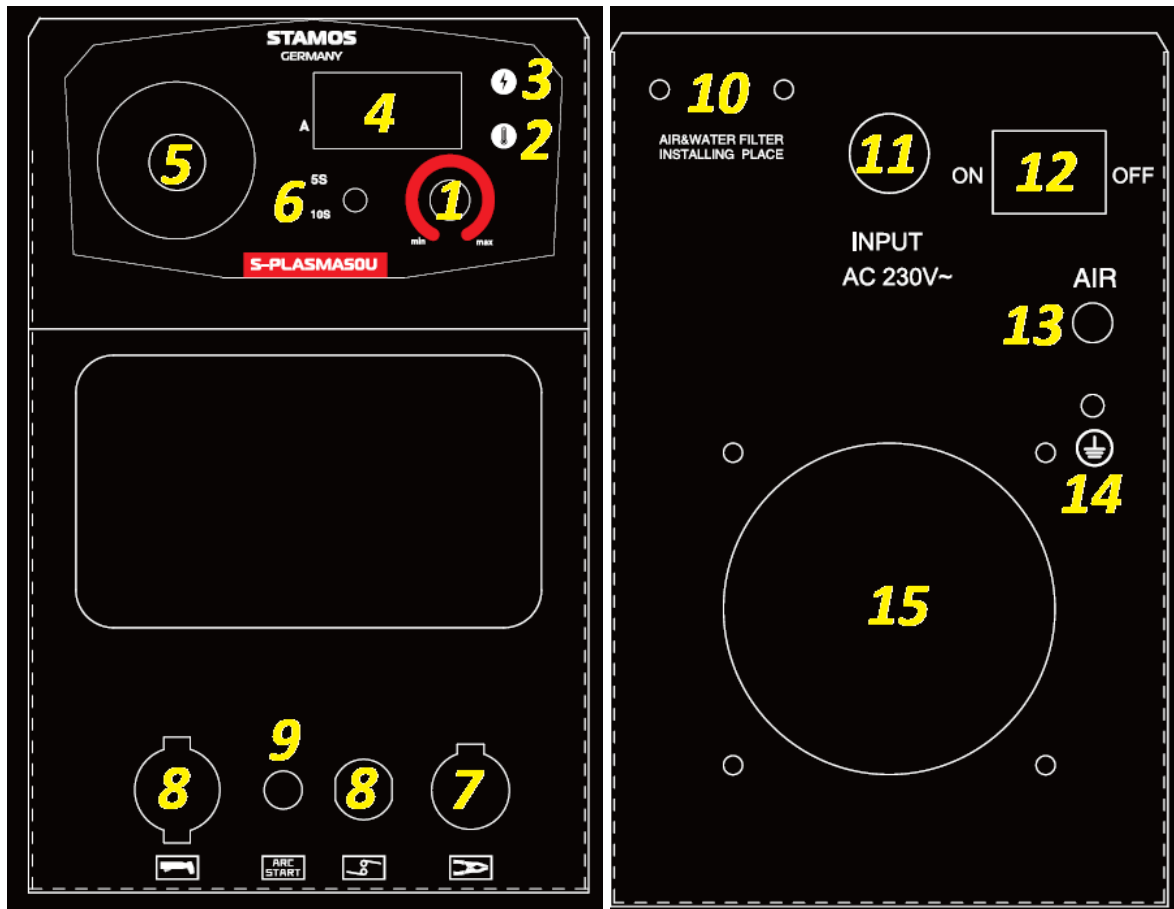 STAMOS
GERMANY
3
A
4
2
5
5S
6
10S
1
min
max
S-PLASMA50U
9
8
8
7
ARC
START
10
AIR&WATER FILTER
INSTALLING PLACE
11
ON
12
OFF
INPUT
AC 230V~
AIR
13
14
15